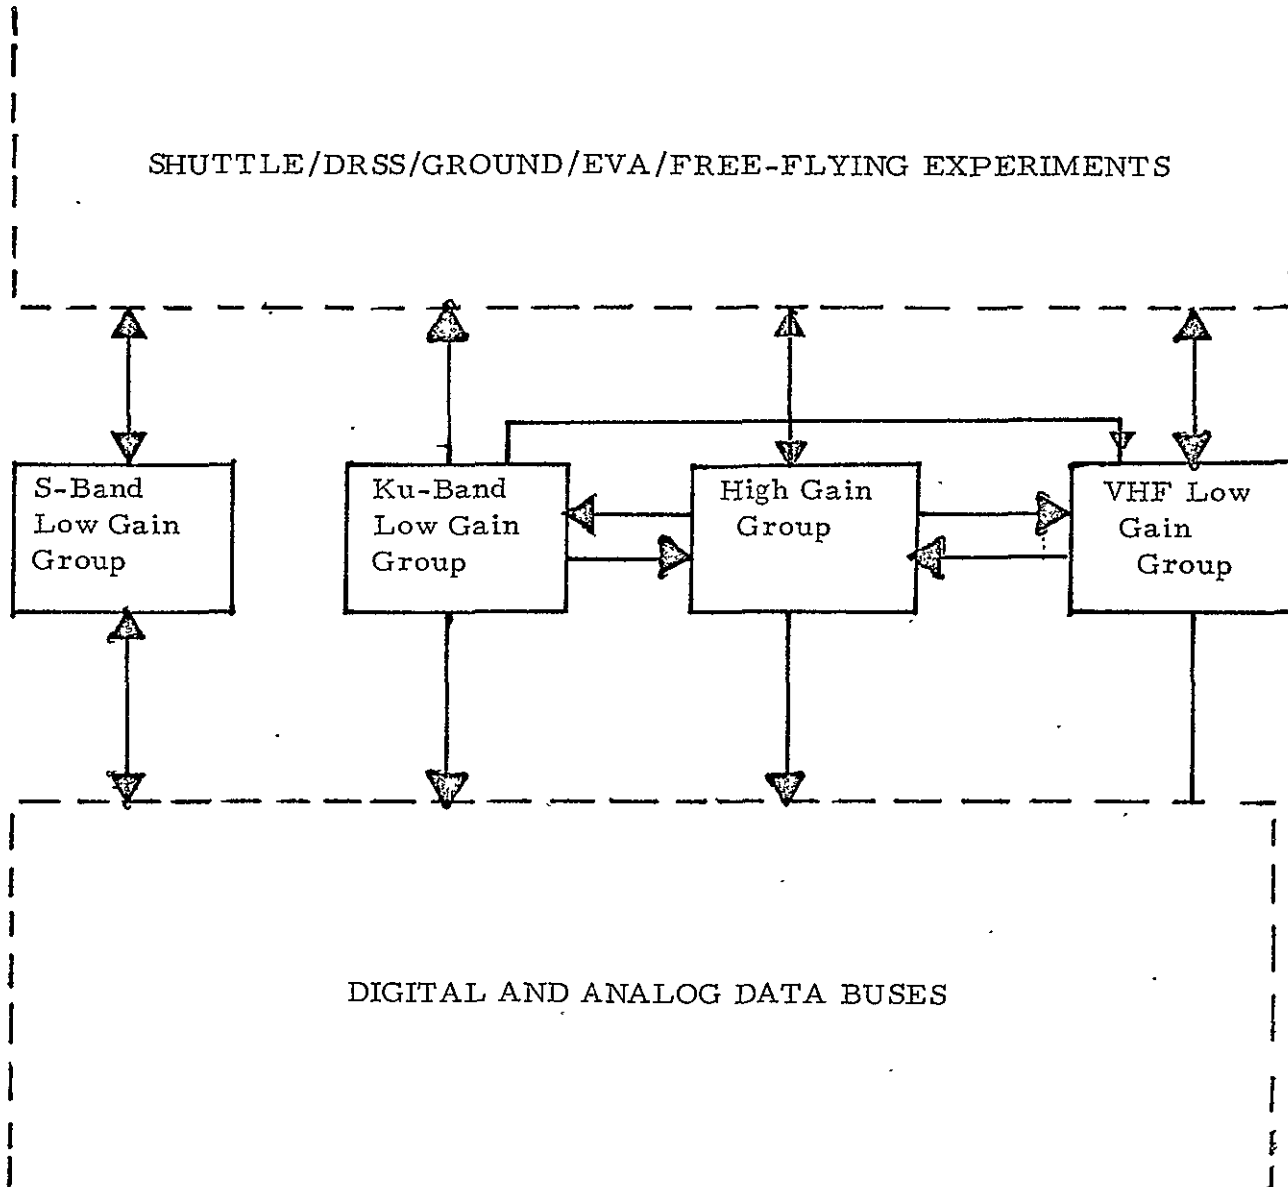 SHUTTLE/DRSS/GROUND/EVA/FREE-FLYING EXPERIMENTS
S-Band
Low Gain
Group
Ku-Band
Low Gain
Group
High Gain
Group
VHF Low
Gain
Group
DIGITAL AND ANALOG DATA BUSES